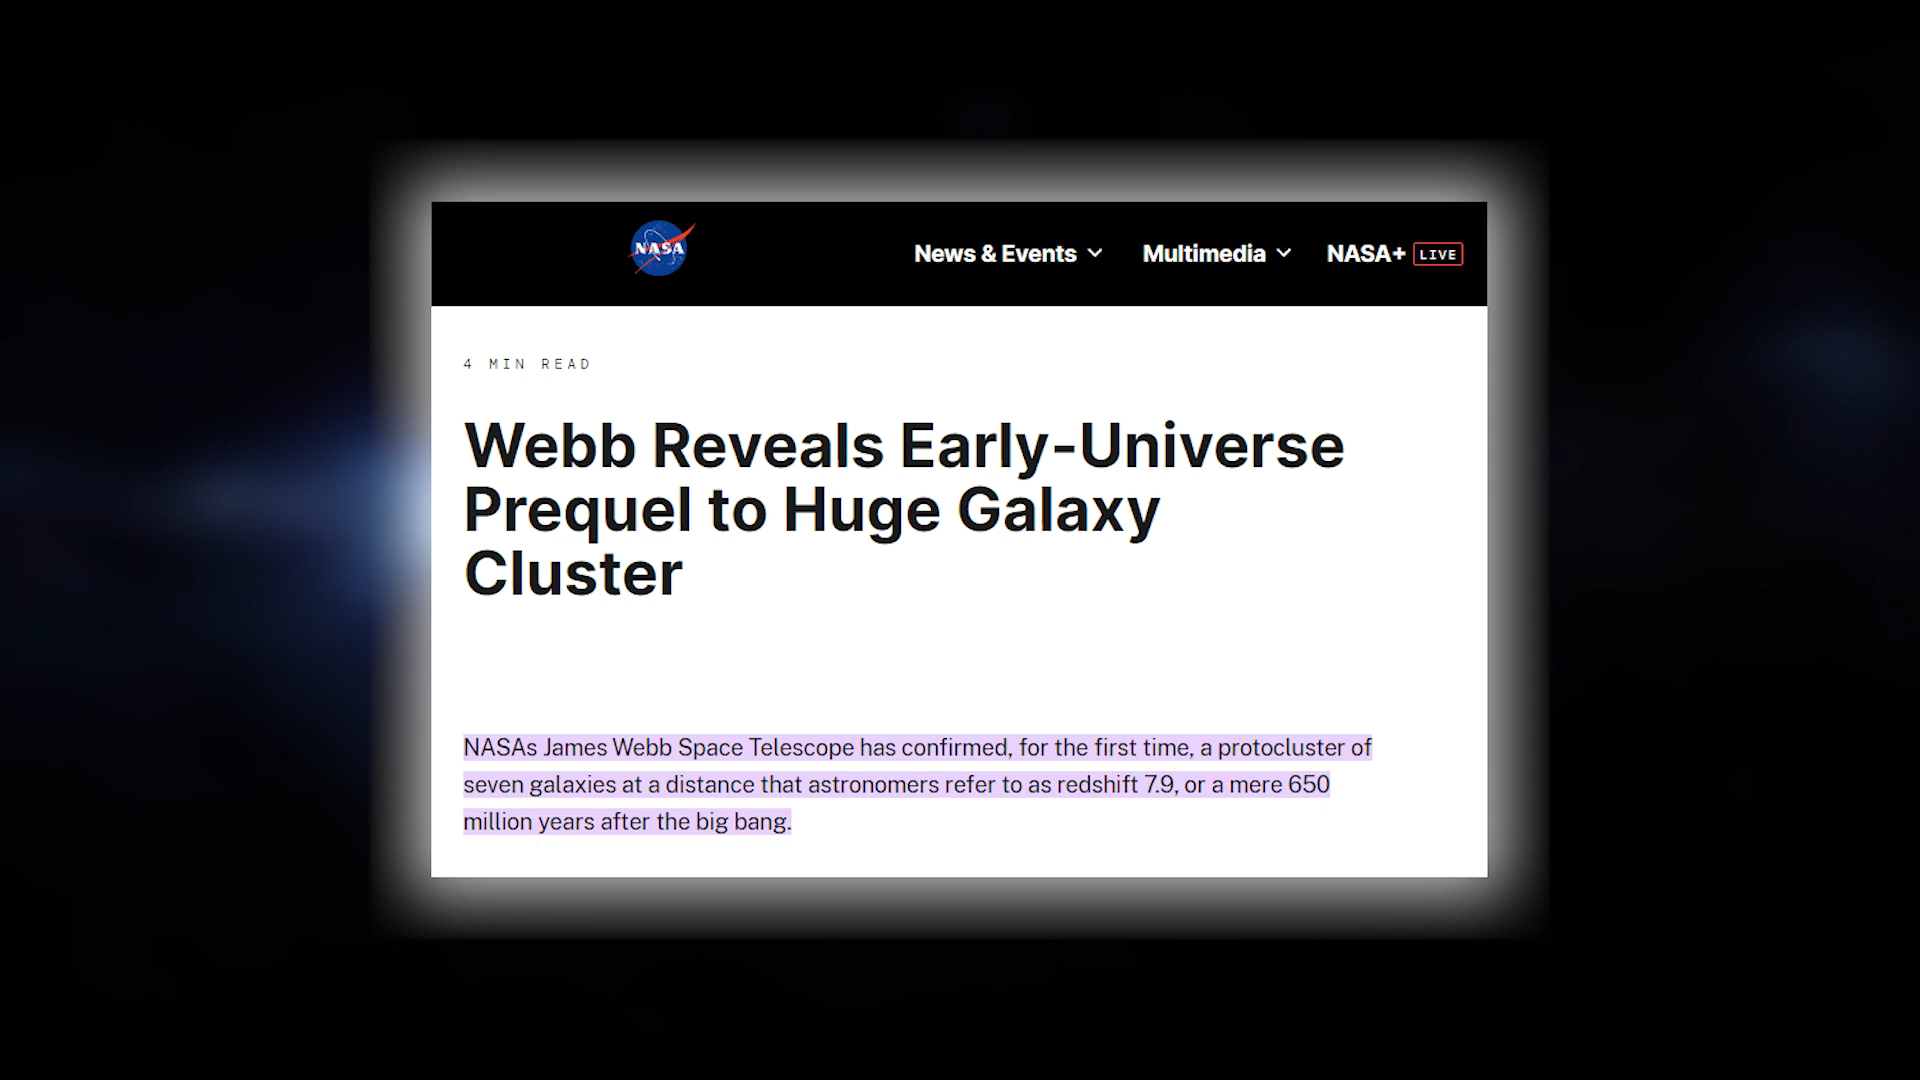 NASA
News & Events
Multimedia
NASA+ LIVE
4 MIN READ
Webb Reveals Early-Universe
Prequel to Huge Galaxy
Cluster
NASAs James Webb Space Telescope has confirmed, for the first time, a protocluster of
seven galaxies at a distance that astronomers refer to as redshift 7.9, or a mere 650
million years after the big bang.